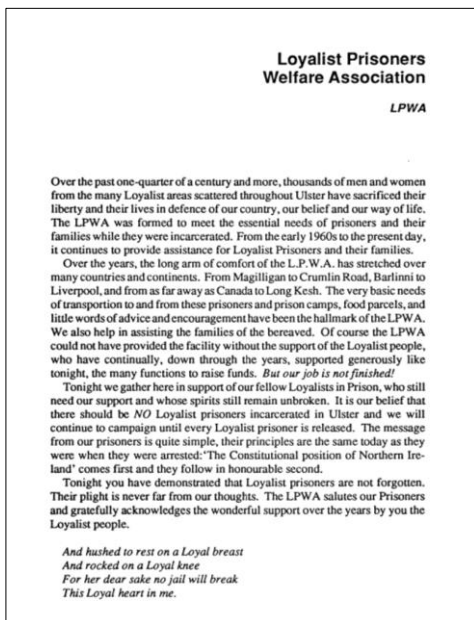 Loyalist Prisoners
Welfare Association
LPWA
Over the past one-quarter of a century and more, thousands of men and women
from the many Loyalist areas scattered throughout Ulster have sacrificed their
liberty and their lives in defence of our country, our belief and our way of life.
The LPWA was formed to meet the essential needs of prisoners and their
families while they were incarcerated. From the early 1960s to the present day,
it continues to provide assistance for Loyalist Prisoners and their families.
Over the years, the long arm of comfort of the L.P.W.A. has stretched over
many countries and continents. From Magilligan to Crumlin Road, Barlinni to
Liverpool, and from as far away as Canada to Long Kesh. The very basic needs
of transportion to and from these prisoners and prison camps, food parcels, and
little words of advice and encouragement have been the hallmark of the LPWA.
We also help in assisting the families of the bereaved. Of course the LPWA
could not have provided the facility without the support of the Loyalist people,
who have continually, down through the years, supported generously like
tonight, the many functions to raise funds. But our job is not finished!
Tonight we gather here in support of our fellow Loyalists in Prison, who still
need our support and whose spirits still remain unbroken. It is our belief that
there should be NO Loyalist prisoners incarcerated in Ulster and we will
continue to campaign until every Loyalist prisoner is released. The message
from our prisoners is quite simple, their principles are the same today as they
were when they were arrested:'The Constitutional position of Northern Ire-
land' comes first and they follow in honourable second.
Tonight you have demonstrated that Loyalist prisoners are not forgotten.
Their plight is never far from our thoughts. The LPWA salutes our Prisoners
and gratefully acknowledges the wonderful support over the years by you the
Loyalist people.
And hushed to rest on a Loyal breast
And rocked on a Loyal knee
For her dear sake no jail will break
This Loyal heart in me.